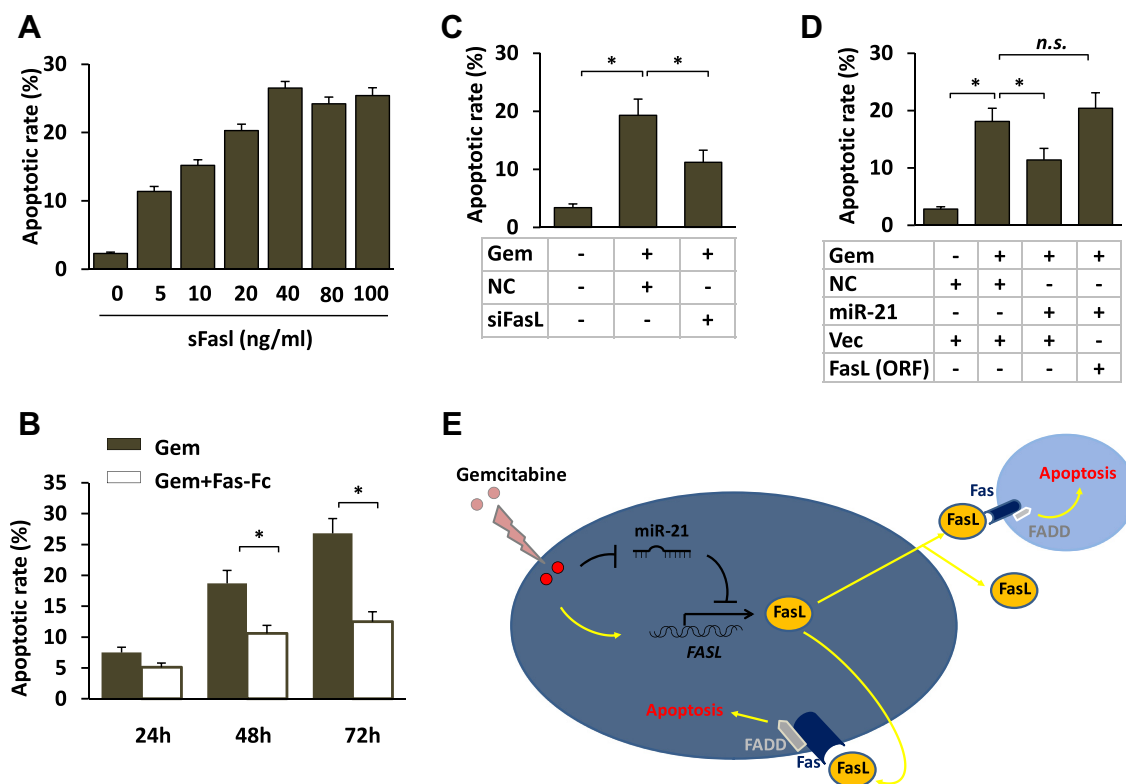 A
Apoptotic rate (%)
30
20
10
0
0 5 10 20 40 80 100
sFasl (ng/ml)
C
Apoptotic rate (%)
30
20
10
0
* *
Gem - + +
NC - + -
siFasL - - +
D
Apoptotic rate (%)
30
20
10
0
n.s.
* *
Gem - + + +
NC + + - -
miR-21 - - + +
Vec + + + -
FasL (ORF) - - - +
B
Gem
Gem+Fas-Fc
Apoptotic rate (%)
35
30
25
20
15
10
5
0
*
*
24h 48h 72h
E
Gemcitabine
miR-21
FASL
FasL
FasL
Fas
FADD
Apoptosis
FasL
Apoptosis
FADD
Fas
FasL